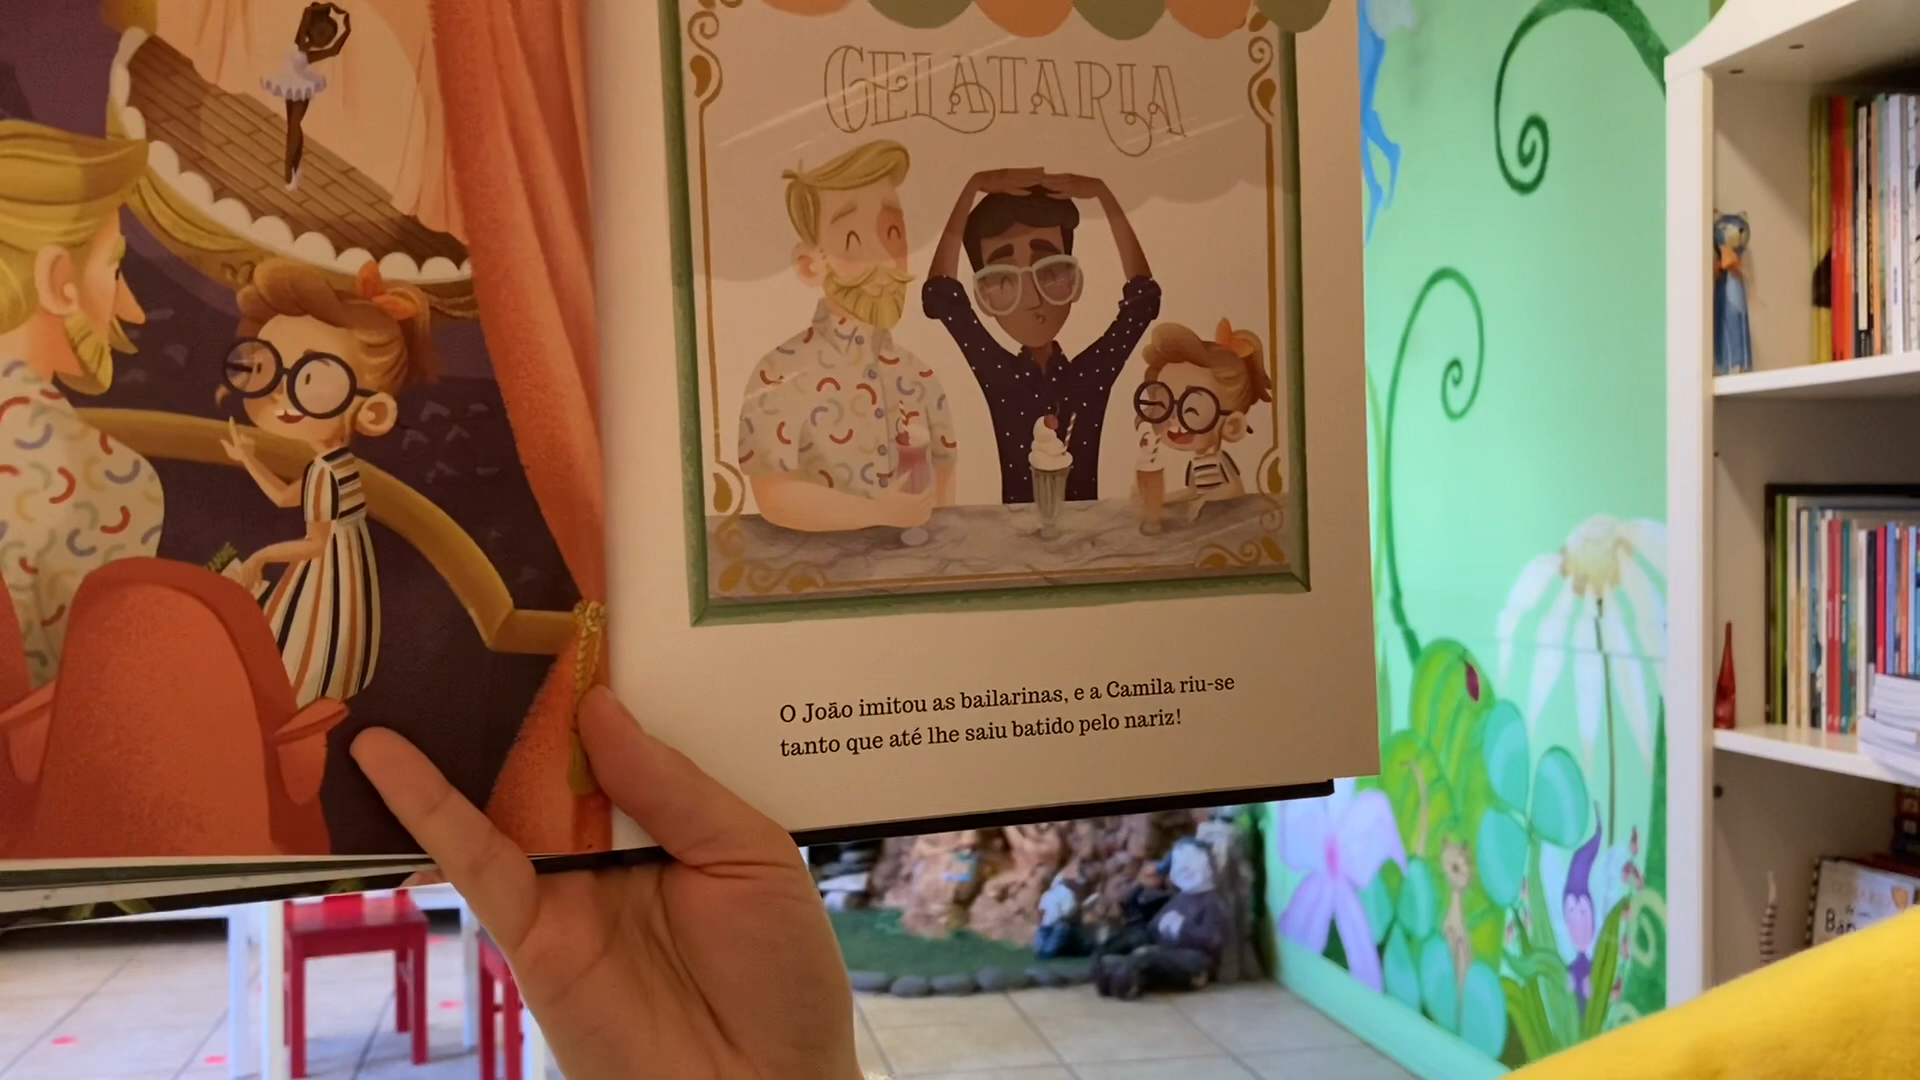 GELATARIA
O João imitou as bailarinas, e a Camila riu-se
tanto que até lhe saiu batido pelo nariz!